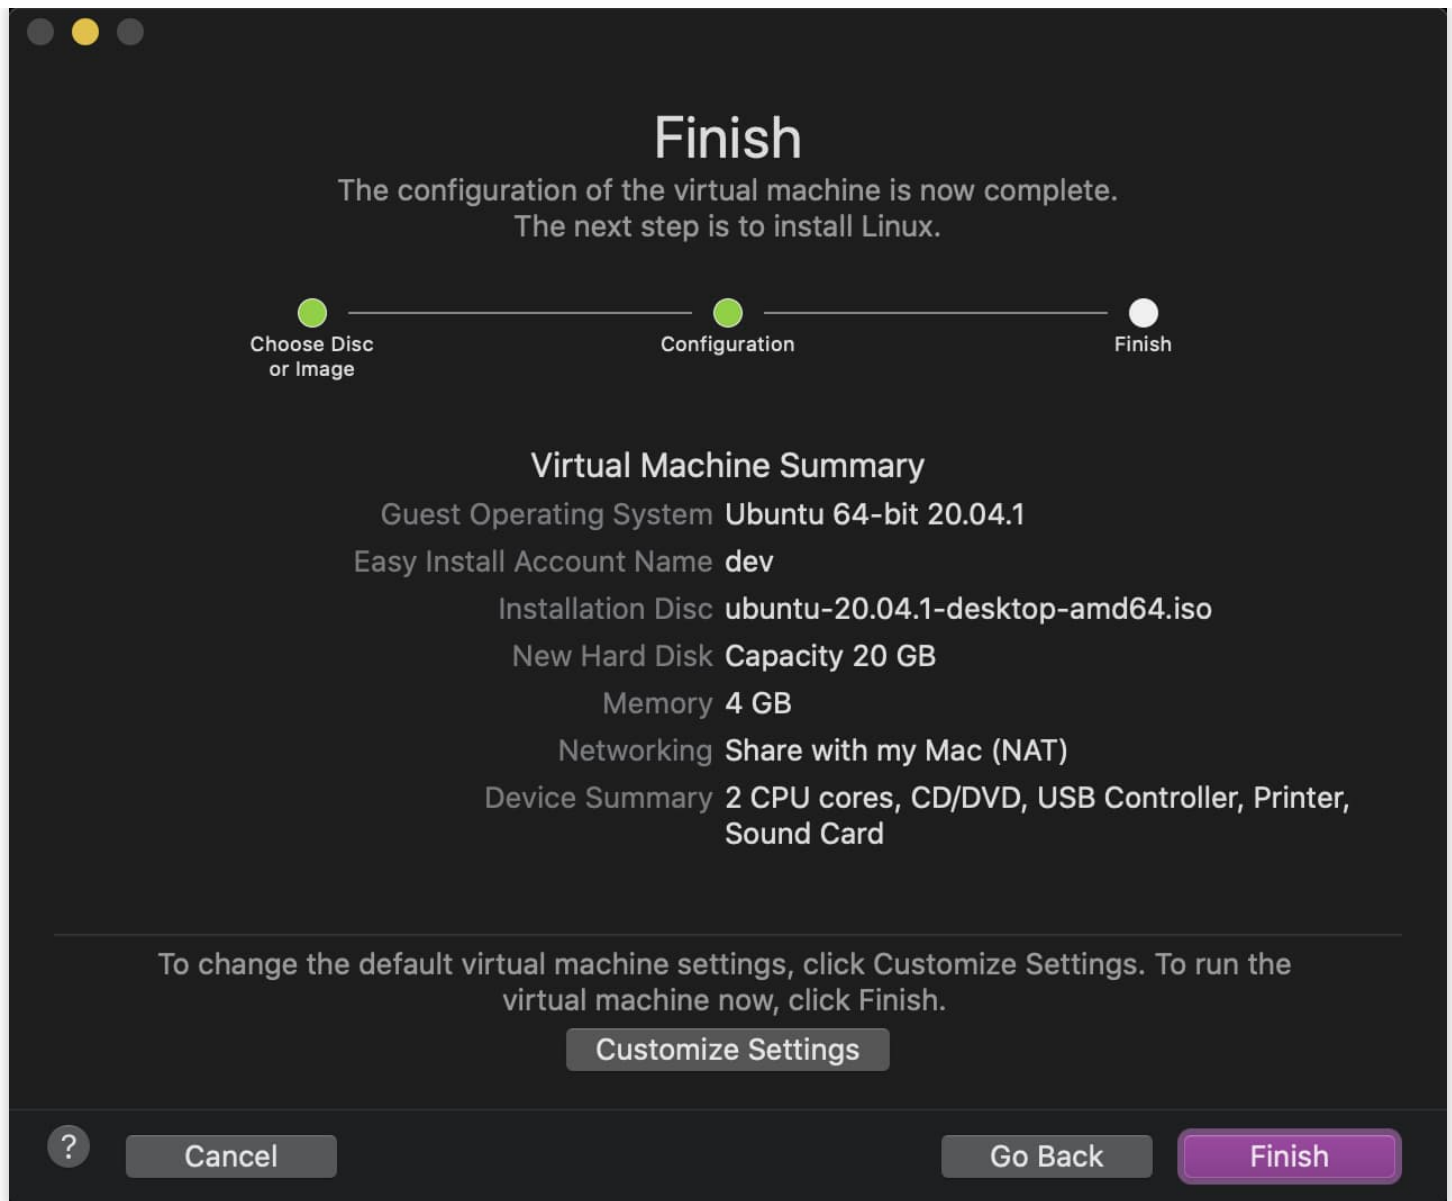 Finish
The configuration of the virtual machine is now complete.
The next step is to install Linux.
Choose Disc
or Image
Configuration
Finish
Virtual Machine Summary
Guest Operating System Ubuntu 64-bit 20.04.1
Easy Install Account Name dev
Installation Disc ubuntu-20.04.1-desktop-amd64.iso
New Hard Disk Capacity 20 GB
Memory 4 GB
Networking Share with my Mac (NAT)
Device Summary 2 CPU cores, CD/DVD, USB Controller, Printer,
Sound Card
To change the default virtual machine settings, click Customize Settings. To run the
virtual machine now, click Finish.
Customize Settings
? Cancel Go Back Finish